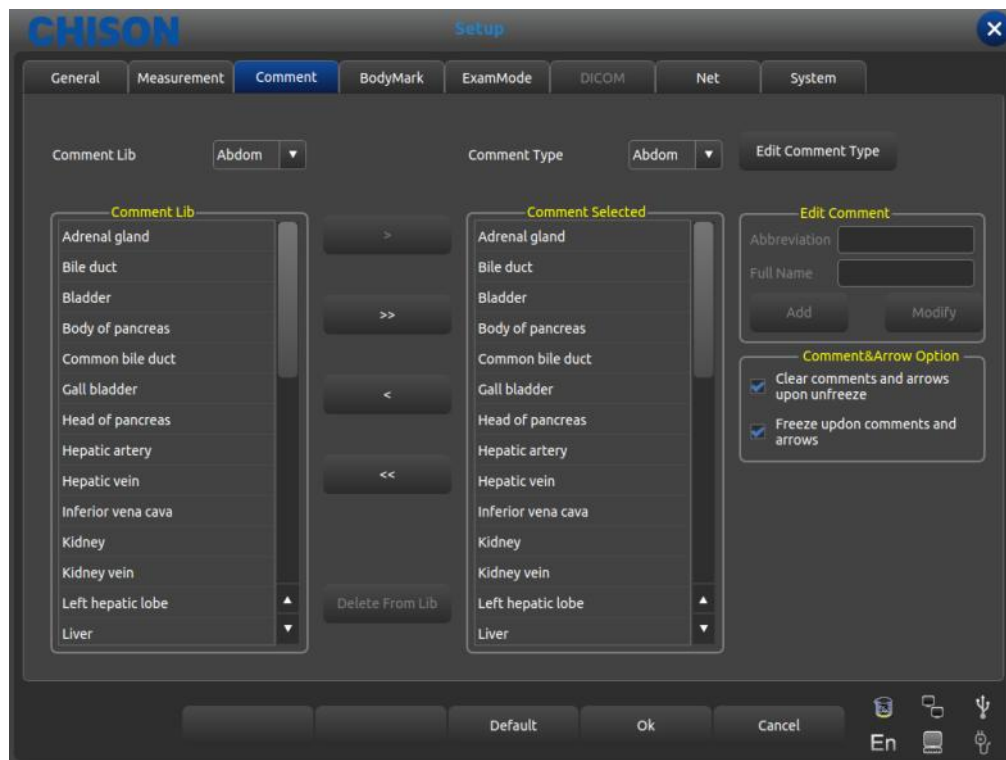 CHISON
Setup
General Measurement Comment BodyMark ExamMode DICOM Net System
Comment Lib Abdom Comment Type Abdom Edit Comment Type
Comment Lib
Adrenal gland
Bile duct
Bladder
Body of pancreas
Common bile duct
Gall bladder
Head of pancreas
Hepatic artery
Hepatic vein
Inferior vena cava
Kidney
Kidney vein
Left hepatic lobe
Liver
>
>>
<
<<
Delete From Lib
Comment Selected
Adrenal gland
Bile duct
Bladder
Body of pancreas
Common bile duct
Gall bladder
Head of pancreas
Hepatic artery
Hepatic vein
Inferior vena cava
Kidney
Kidney vein
Left hepatic lobe
Liver
Edit Comment
Abbreviation
Full Name
Add Modify
Comment&Arrow Option
Clear comments and arrows
upon unfreeze
Freeze updon comments and
arrows
Default Ok Cancel
En